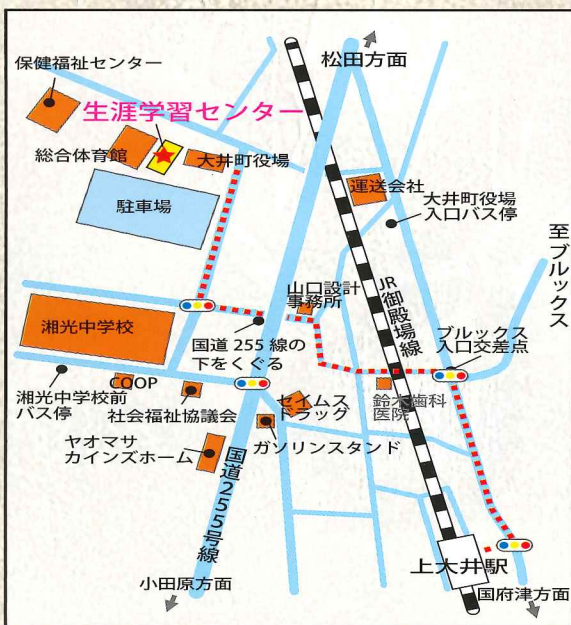 松田方面
保健福祉センター
生涯学習センター
総合体育館
大井町役場
駐車場
運送会社
大井町役場
入口バス停
至ブルックス
山口設計
事務所
JR御殿場線
湘光中学校
国道255線の
下をくぐる
ブルックス
入口交差点
湘光中学校前
バス停
COOP
社会福祉協議会
セイムス
ドラッグ
鈴木歯科
医院
ヤオマサ
カインズホーム
ガソリンスタンド
国道255号線
上大井駅
小田原方面
国府津方面